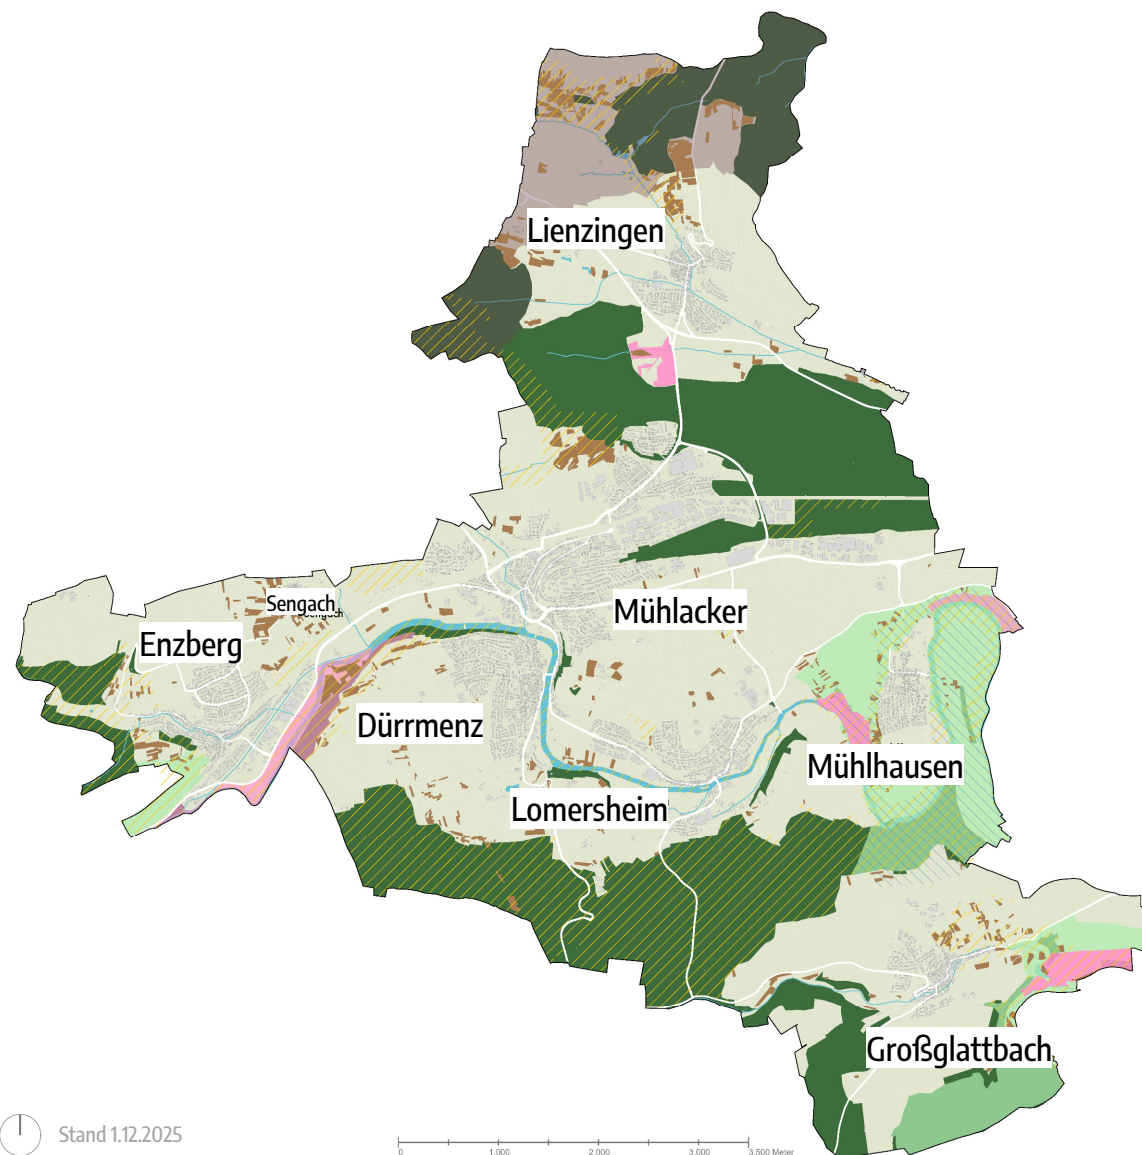 Lienzingen
Sengach
Mühlacker
Enzberg
Dürrmenz
Mühlhausen
Lomersheim
Großglattbach
Stand 1.12.2025
0 1.000 2.000 3.000 3.500 Meter